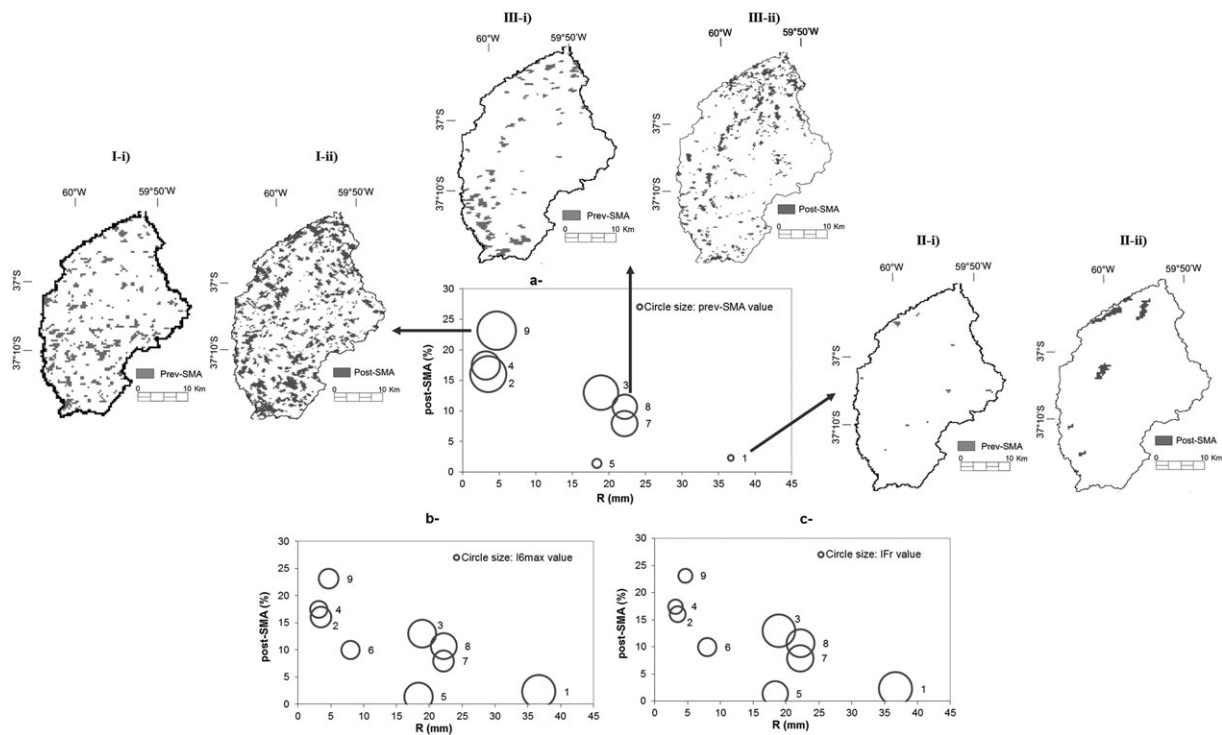 III-i)
III-ii)
60°W
59°50'W
60°W
59°50'W
37°S
37°10'S
Prev-SMA
0 10 Km
37°S
37°10'S
Post-SMA
0 10 Km
I-i)
I-ii)
60°W
59°50'W
60°W
59°50'W
37°S
37°10'S
Prev-SMA
0 10 Km
37°S
37°10'S
Post-SMA
0 10 Km
II-i)
II-ii)
60°W
59°50'W
60°W
59°50'W
37°S
37°10'S
Prev-SMA
0 10 Km
37°S
37°10'S
Post-SMA
0 10 Km
a-
Circle size: prev-SMA value
post-SMA (%)
30
25
20
15
10
5
0
9
4
2
3
8
7
5
1
0 5 10 15 20 25 30 35 40 45
R (mm)
b-
Circle size: I6max value
post-SMA (%)
30
25
20
15
10
5
0
9
4
2
6
3
8
7
5
1
0 5 10 15 20 25 30 35 40 45
R (mm)
c-
Circle size: IFr value
post-SMA (%)
30
25
20
15
10
5
0
9
4
2
6
3
8
7
5
1
0 5 10 15 20 25 30 35 40 45
R (mm)